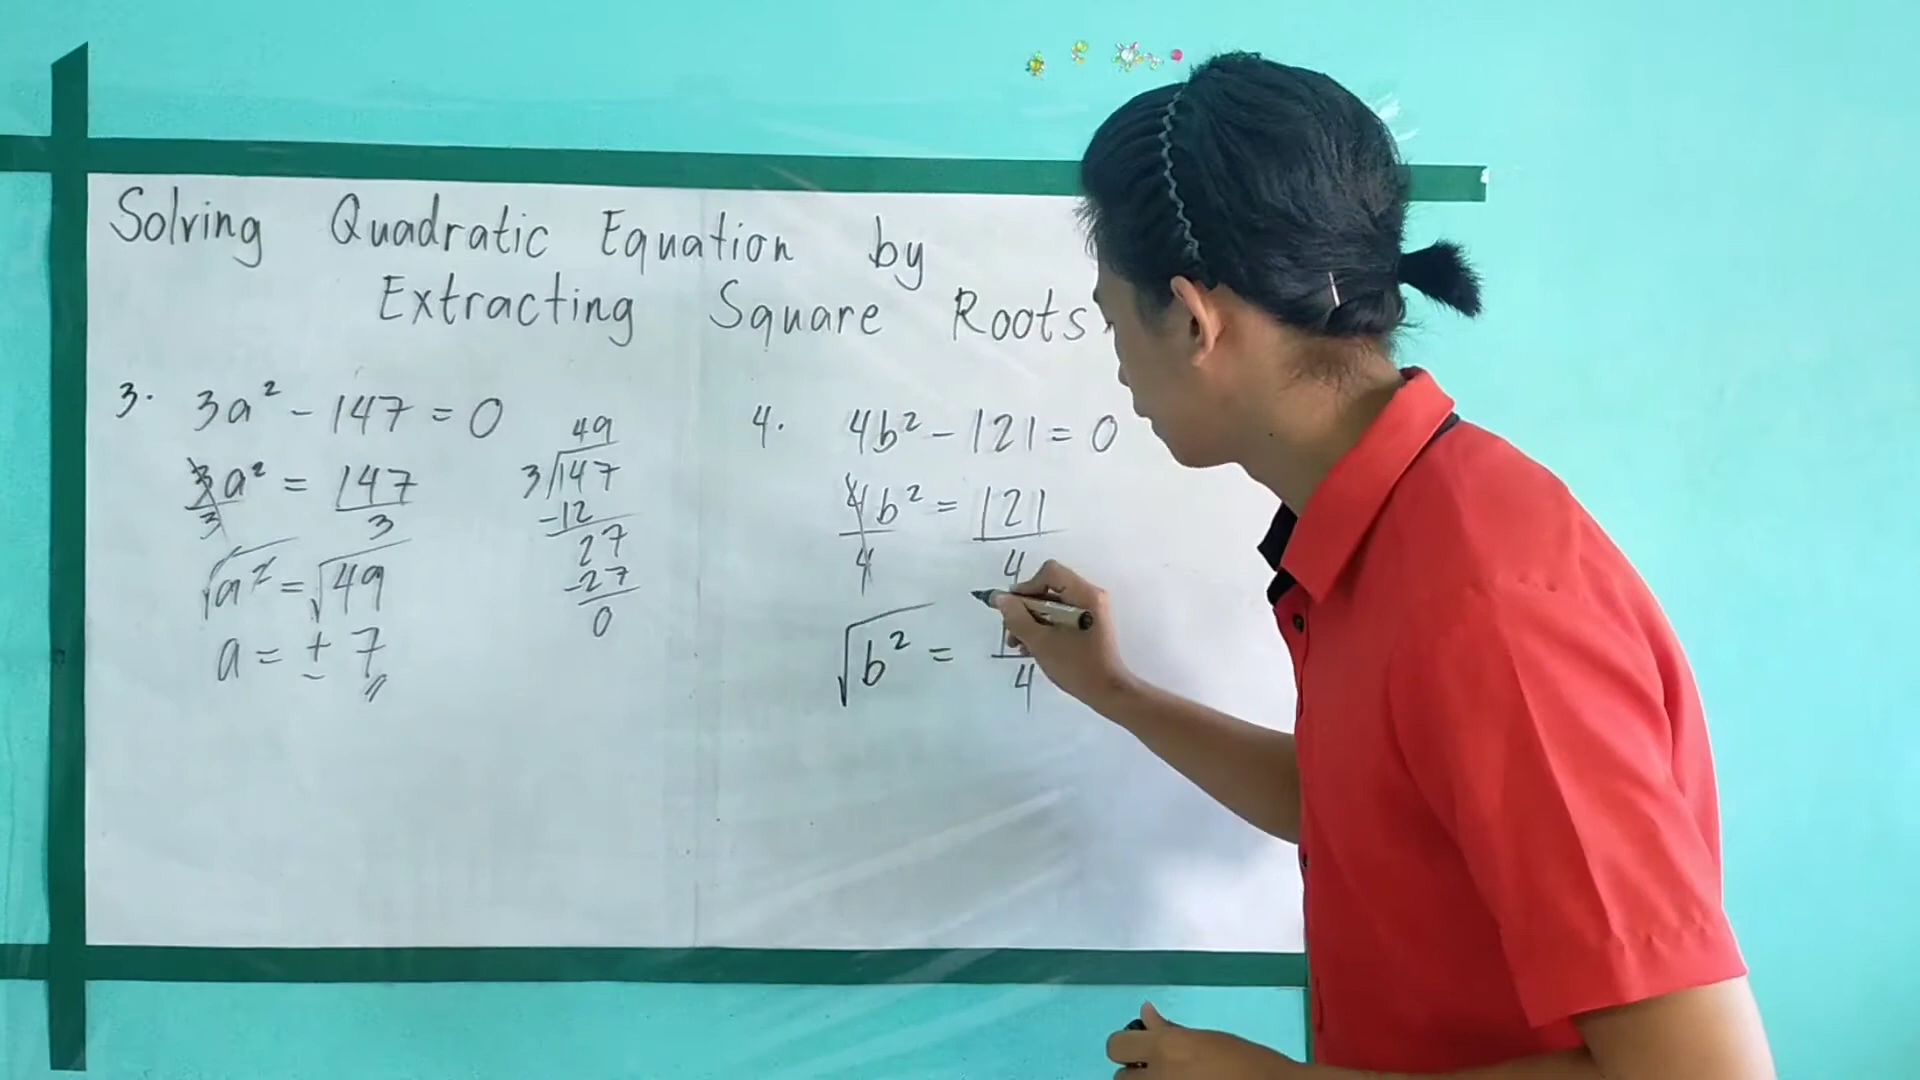 Solving Quadratic Equation by
Extracting Square Roots
3. 3a² - 147 = 0
3a² = 147
3 3
√a² = √49
a = ± 7
49
3√147
-12
27
-27
0
4. 4b² - 121 = 0
4b² = 121
4 4
√b² =
4